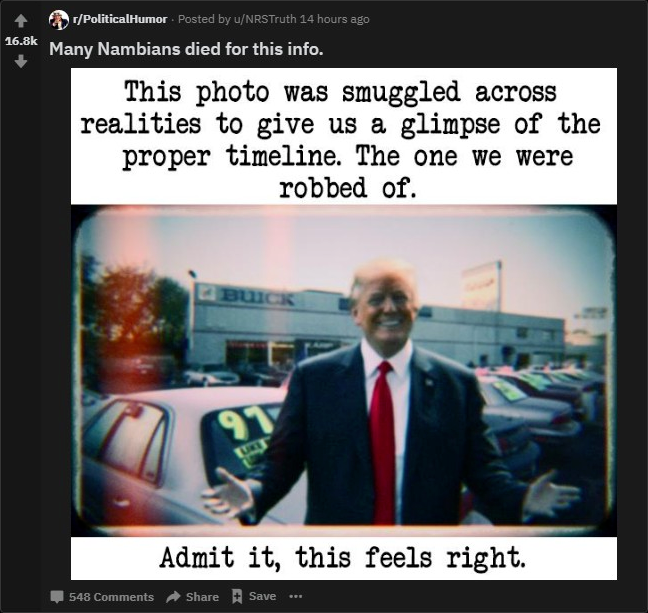 r/PoliticalHumor · Posted by u/NRSTruth 14 hours ago
16.8k
Many Nambians died for this info.
This photo was smuggled across
realities to give us a glimpse of the
proper timeline. The one we were
robbed of.
BUICK
97
LIKE
Admit it, this feels right.
548 Comments Share Save ...